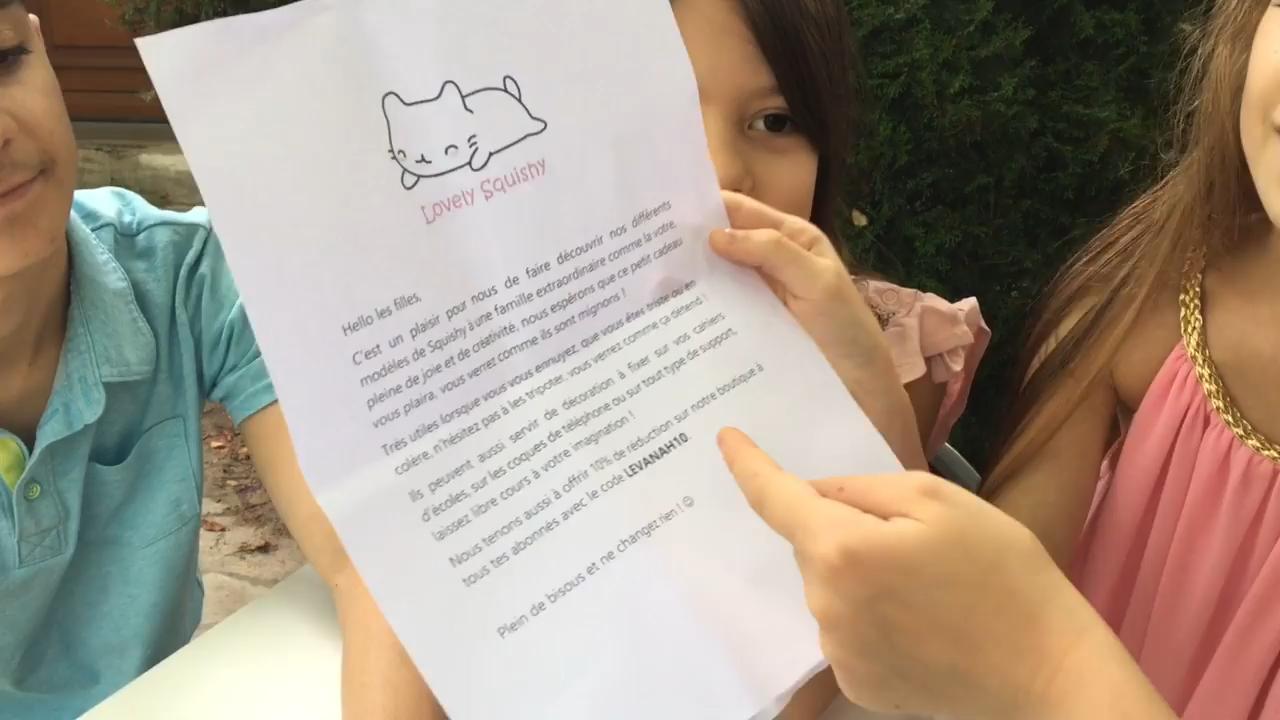 Lovely Squishy
Hello les filles,
C'est un plaisir pour nous de faire découvrir nos différents
modèles de Squishy à une famille extraordinaire comme la votre,
pleine de joie et de créativité, nous espérons que ce petit cadeau
vous plaira, vous verrez comme ils sont mignons !
Très utiles lorsque vous vous ennuyez, que vous êtes triste ou en
colère, n'hésitez pas à les tripoter, vous verrez comme ça détend !
Ils peuvent aussi servir de décoration à fixer sur vos cahiers
d'écoles, sur les coques de téléphone ou sur tout type de support,
laissez libre cours à votre imagination !
Nous tenons aussi à offrir 10% de réduction sur notre boutique à
tous tes abonnés avec le code LEVANAH10.
Plein de bisous et ne changez rien ! ☺